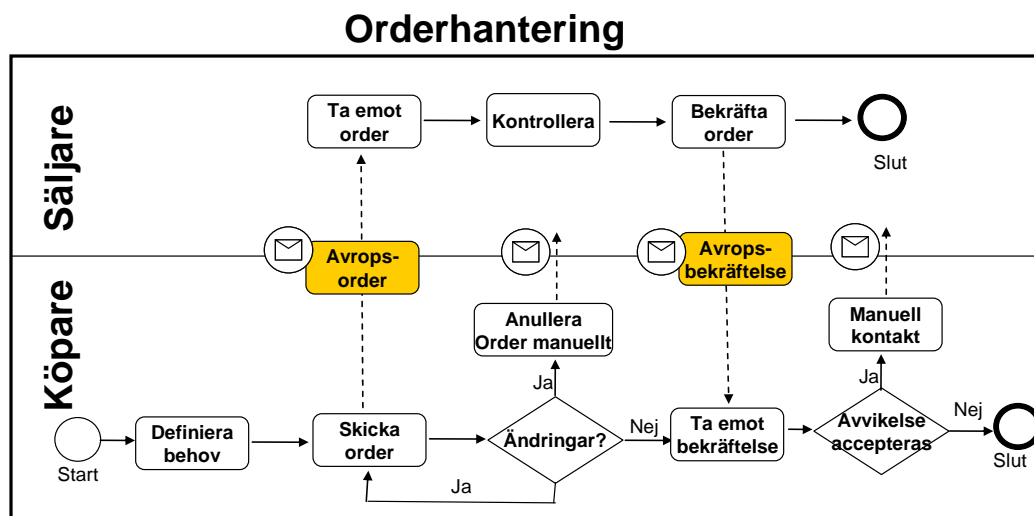 Orderhantering
Säljare
Ta emot
order
Kontrollera
Bekräfta
order
Slut
Avrops-
order
Avrops-
bekräftelse
Köpare
Anullera
Order manuellt
Manuell
kontakt
Ja
Ja
Start
Definiera
behov
Skicka
order
Ändringar?
Nej
Ta emot
bekräftelse
Avvikelse
accepteras
Nej
Slut
Ja